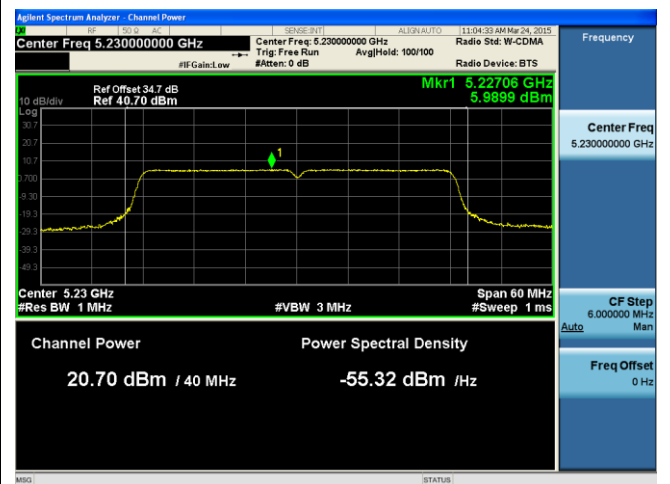 Agilent Spectrum Analyzer - Channel Power
RF 50 Ω AC SENSE:INT ALIGN AUTO 11:04:33 AM Mar 24, 2015
Center Freq 5.230000000 GHz Center Freq: 5.230000000 GHz Radio Std: W-CDMA Frequency
Trig: Free Run Avg|Hold: 100/100
#IFGain:Low #Atten: 0 dB Radio Device: BTS
Mkr1 5.22706 GHz
5.9899 dBm
Ref Offset 34.7 dB
10 dB/div Ref 40.70 dBm
Log
30.7
20.7
10.7
0.700
-9.30
-19.3
-29.3
-39.3
-49.3
1
Center Freq
5.230000000 GHz
Center 5.23 GHz Span 60 MHz
#Res BW 1 MHz #VBW 3 MHz #Sweep 1 ms
CF Step
6.000000 MHz
Auto Man
Channel Power Power Spectral Density
20.70 dBm / 40 MHz -55.32 dBm /Hz
Freq Offset
0 Hz
MSG STATUS